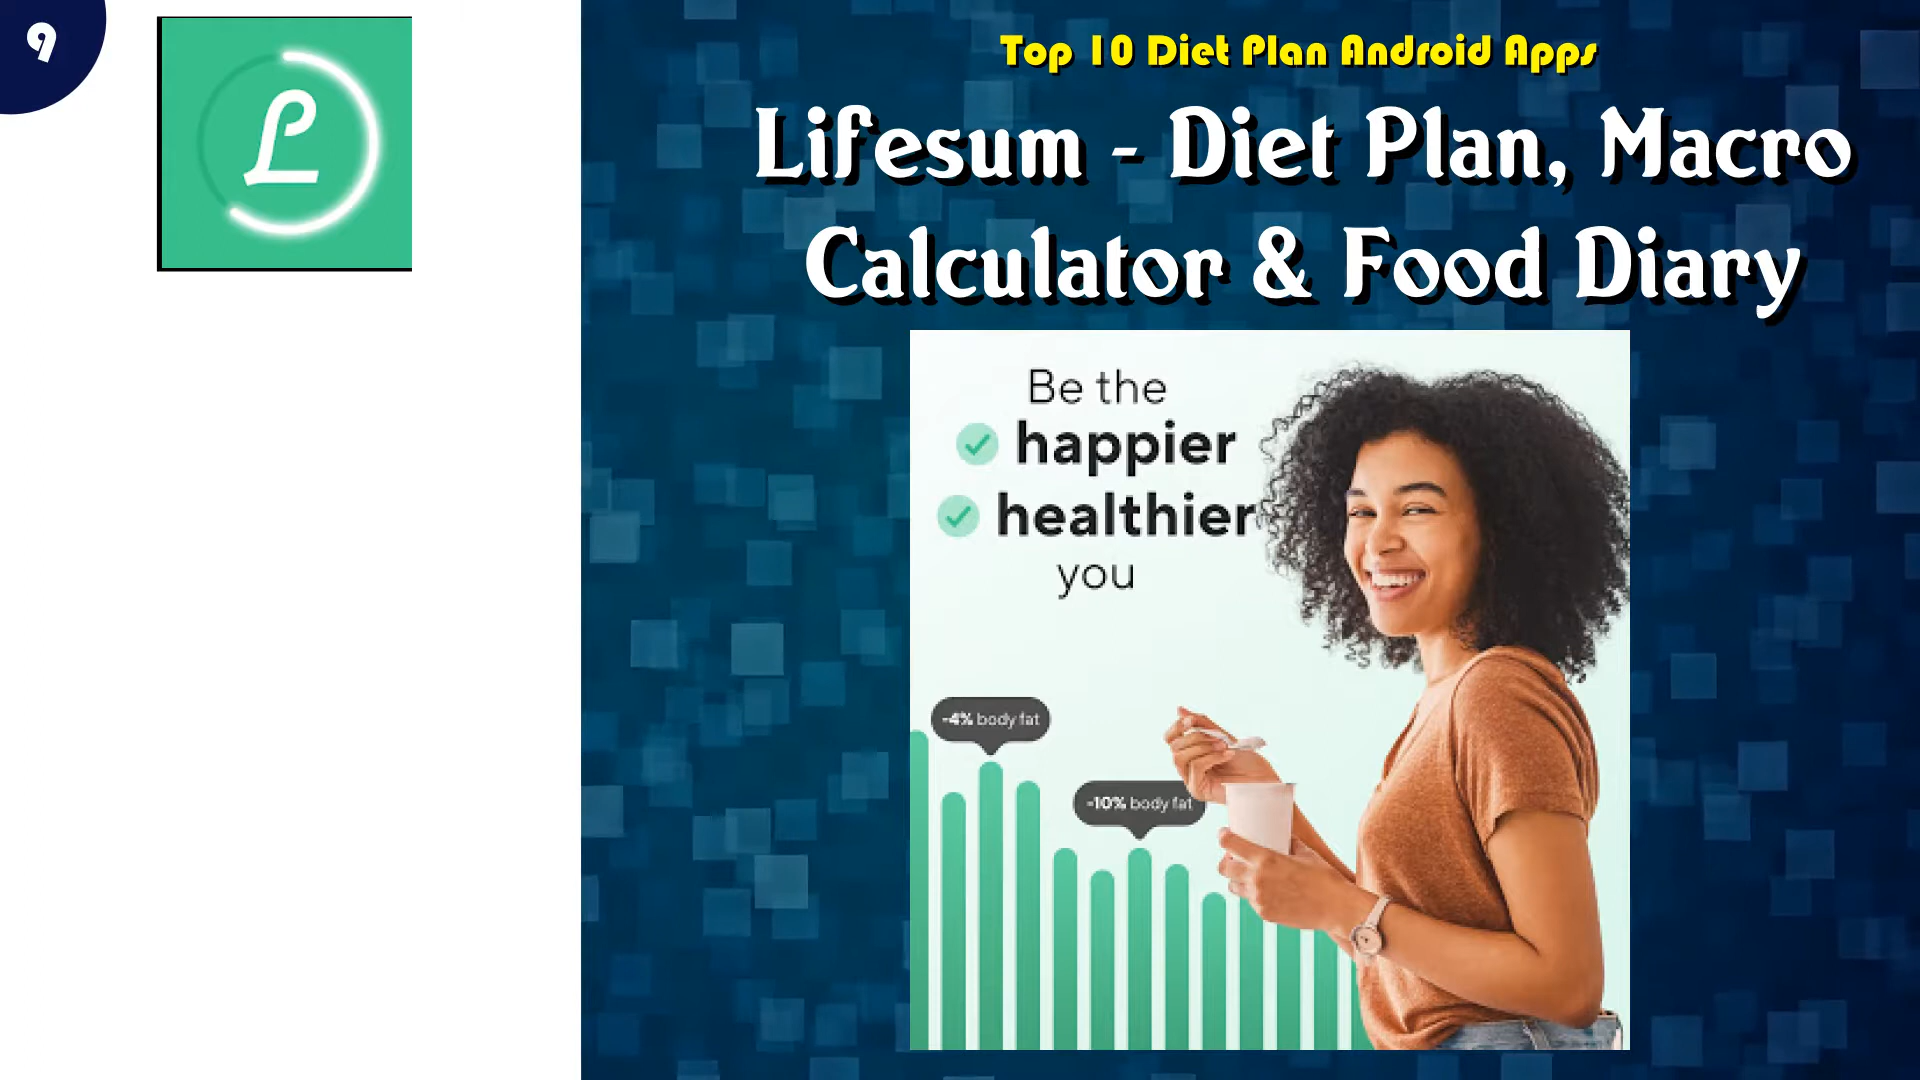 9
L
Top 10 Diet Plan Android Apps
Lifesum - Diet Plan, Macro
Calculator & Food Diary
Be the
happier
healthier
you
-4% body fat
-10% body fat